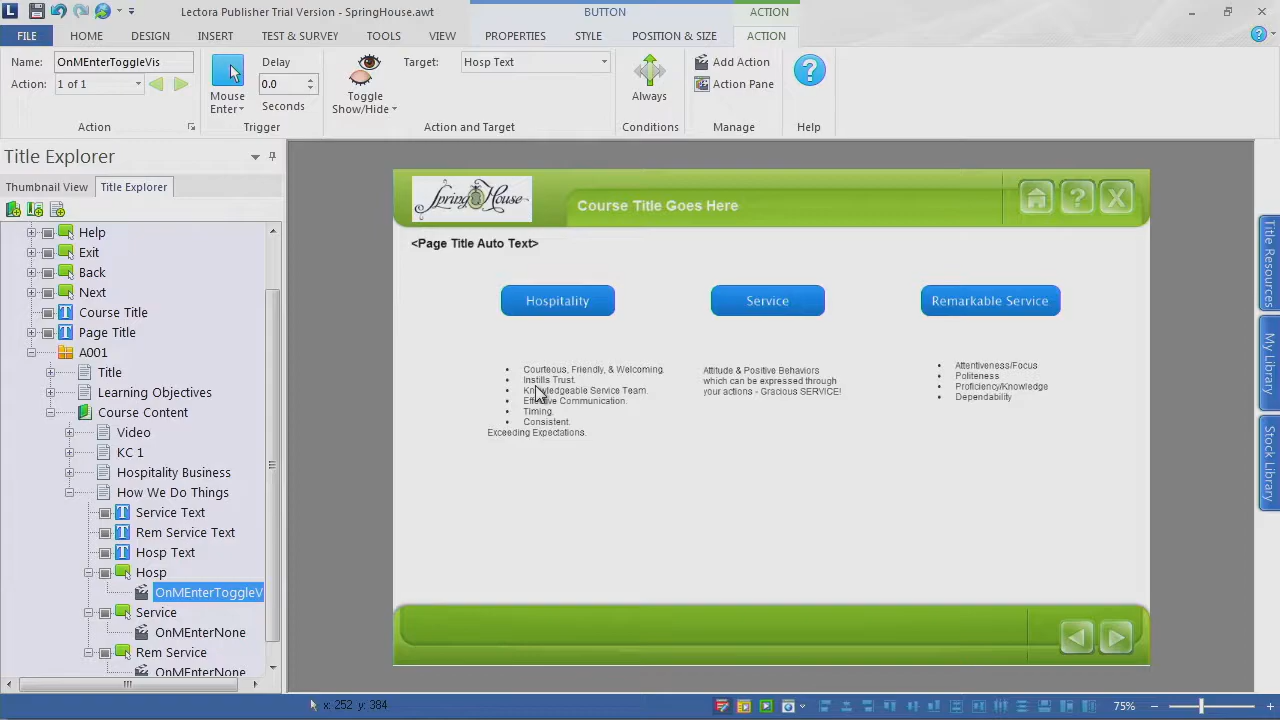 Lectora Publisher Trial Version - SpringHouse.awt
BUTTON
ACTION
FILE
HOME
DESIGN
INSERT
TEST & SURVEY
TOOLS
VIEW
PROPERTIES
STYLE
POSITION & SIZE
ACTION
Name: OnMEnterToggleVis
Action: 1 of 1
Action
Mouse
Enter
Delay
0.0
Seconds
Trigger
Toggle
Show/Hide
Target: Hosp Text
Action and Target
Always
Conditions
Add Action
Action Pane
Manage
Help
Title Explorer
Thumbnail View
Title Explorer
Help
Exit
Back
Next
Course Title
Page Title
A001
Title
Learning Objectives
Course Content
Video
KC 1
Hospitality Business
How We Do Things
Service Text
Rem Service Text
Hosp Text
Hosp
OnMEnterToggleV
Service
OnMEnterNone
Rem Service
OnMEnterNone
Spring House
Course Title Goes Here
?
X
<Page Title Auto Text>
Hospitality
Service
Remarkable Service
• Courteous, Friendly, & Welcoming.
• Instills Trust.
• Knowledgeable Service Team.
• Effective Communication.
• Timing.
• Consistent.
Exceeding Expectations.
Attitude & Positive Behaviors
which can be expressed through
your actions - Gracious SERVICE!
• Attentiveness/Focus
• Politeness
• Proficiency/Knowledge
• Dependability
Title Resources
My Library
Stock Library
x: 252 y: 384
75%